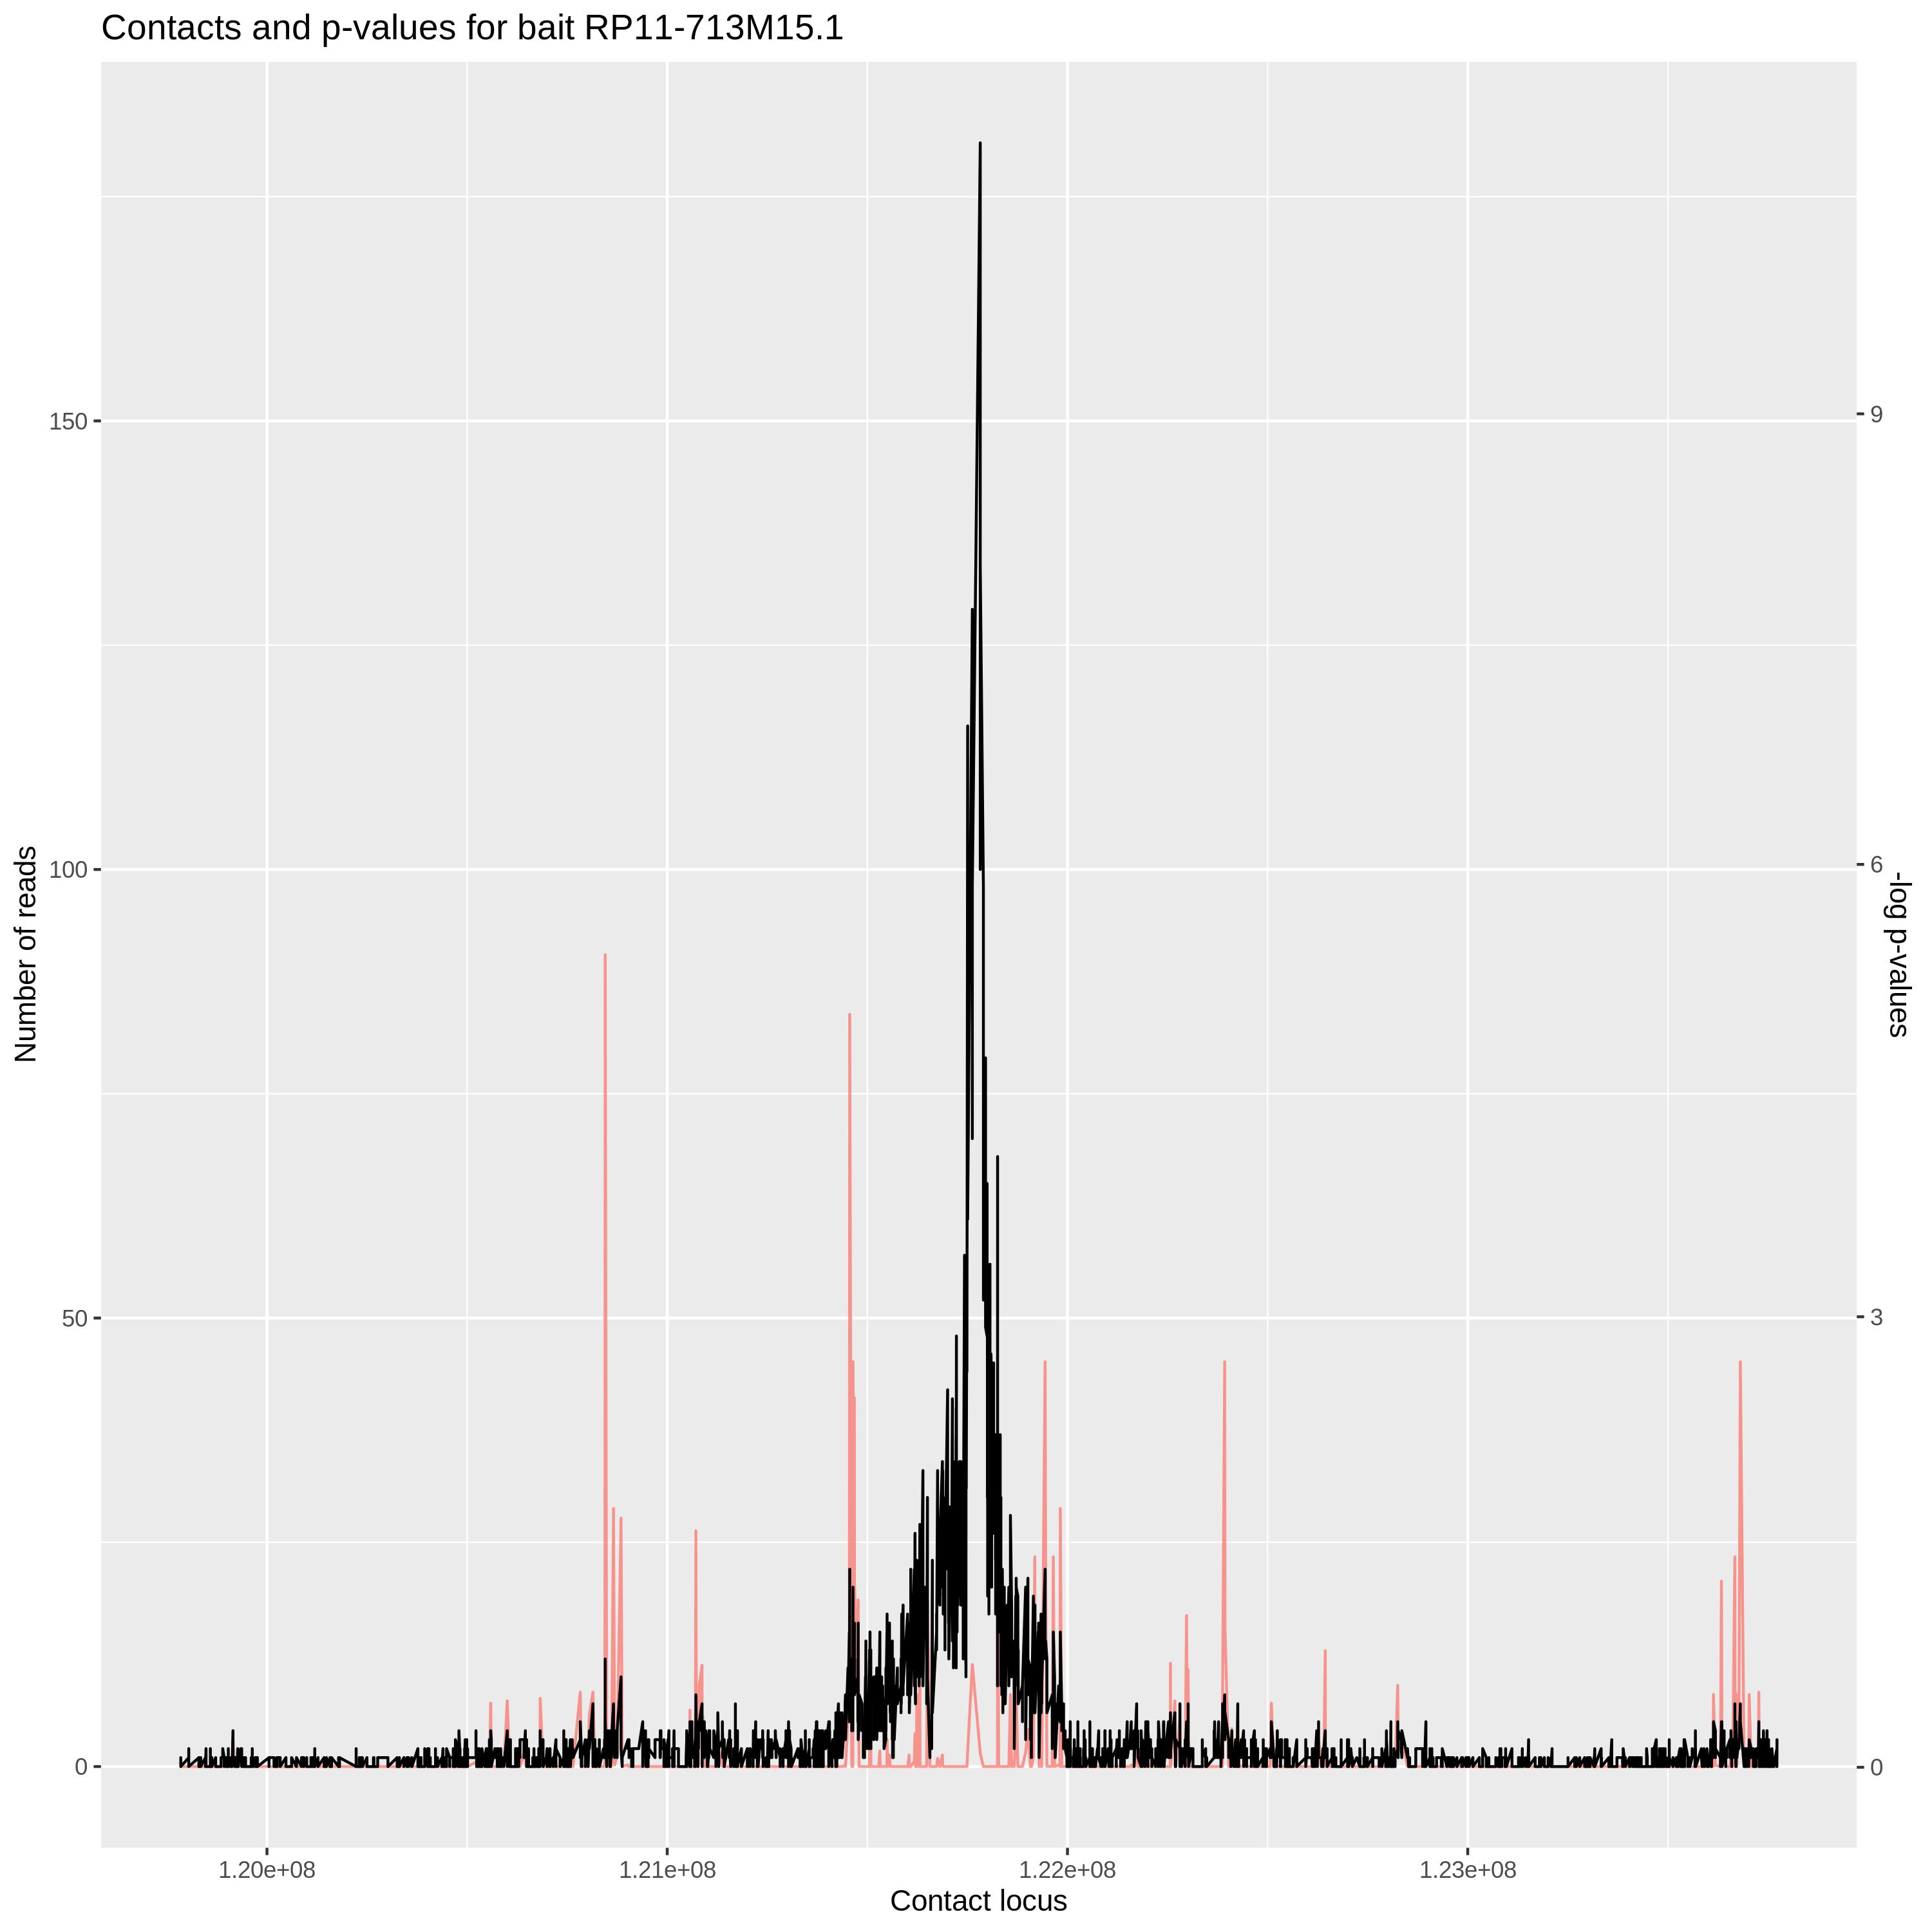 Contacts and p-values for bait RP11-713M15.1
Number of reads
150
100
50
0
9
6
3
0
-log p-values
1.20e+08
1.21e+08
1.22e+08
1.23e+08
Contact locus